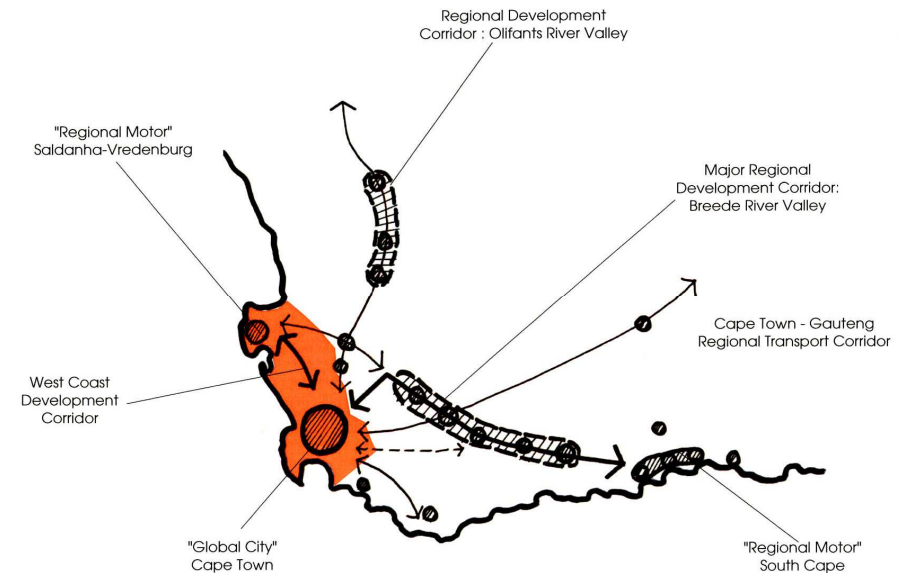 Regional Development
Corridor : Olifants River Valley
"Regional Motor"
Saldanha-Vredenburg
Major Regional
Development Corridor:
Breede River Valley
Cape Town - Gauteng
Regional Transport Corridor
West Coast
Development
Corridor
"Global City"
Cape Town
"Regional Motor"
South Cape